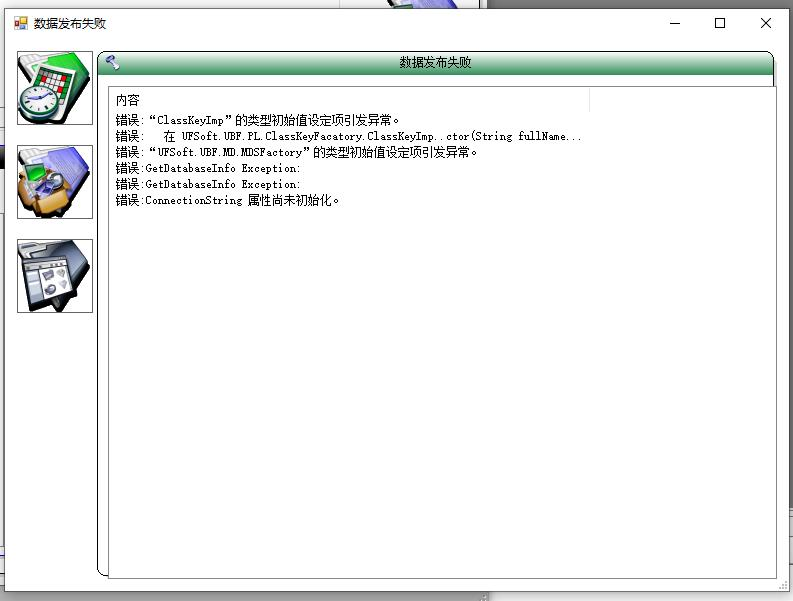 数据发布失败
数据发布失败
内容
错误:“ClassKeyImp”的类型初始值设定项引发异常。
错误:   在 UFSoft.UBF.PL.ClassKeyFacatory.ClassKeyImp..ctor(String fullName...
错误:“UFSoft.UBF.MD.MDSFactory”的类型初始值设定项引发异常。
错误:GetDatabaseInfo Exception:
错误:GetDatabaseInfo Exception:
错误:ConnectionString 属性尚未初始化。